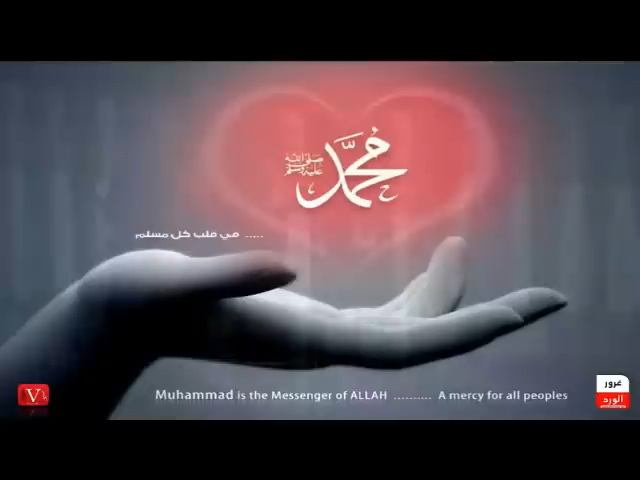 محمد
صلى الله عليه وسلم
..... في قلب كل مسلم
Muhammad is the Messenger of ALLAH .......... A mercy for all peoples
V
غرور
الورد